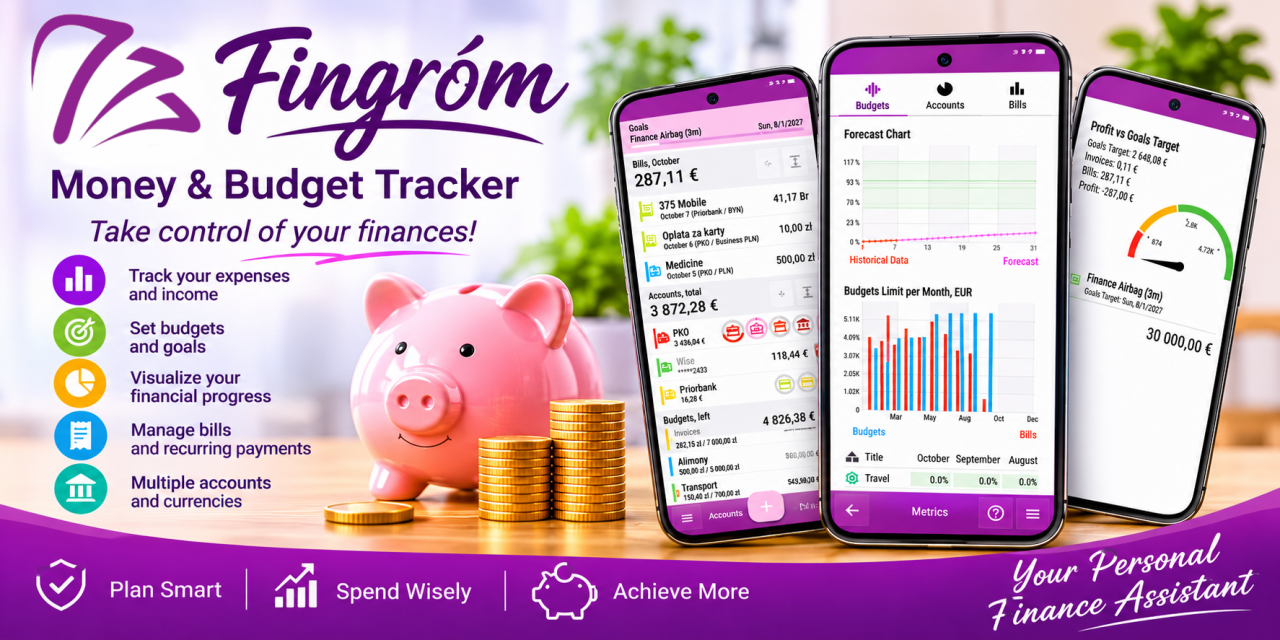 Fingróm
Money & Budget Tracker
Take control of your finances!
Track your expenses
and income
Set budgets
and goals
Visualize your
financial progress
Manage bills
and recurring payments
Multiple accounts
and currencies
Goals
Finance Airbag (3m)
Sun, 8/1/2027
Bills, October
287,11 €
375 Mobile
41,17 Br
October 7 (Priorbank / BYN)
Oplata za karty
10,00 zł
October 6 (PKO / Business PLN)
Medicine
500,00 zł
October 5 (PKO / PLN)
Accounts, total
3 872,28 €
PKO
3 436,04 €
Wise
118,44 €
*****2433
Priorbank
16,28 €
Budgets, left
4 826,38 €
Invoices
282,15 zł / 7 000,00 zł
Alimony
500,00 zł / 5 000,00 zł
Transport
150,40 zł / 700,00 zł
Accounts
Budgets
Accounts
Bills
Forecast Chart
117 %
93 %
70 %
23 %
0 %
7
13
19
25
31
Historical Data
Forecast
Budgets Limit per Month, EUR
5.11K
4.09K
3.07K
2.05K
1.02K
0
Mar
May
Aug
Oct
Dec
Budgets
Bills
Title
October
September
August
Travel
0.0%
0.0%
0.0%
Metrics
Profit vs Goals Target
Goals Target: 2 648,08 €
Invoices: 0,11 €
Bills: 287,11 €
Profit: -287,00 €
874
2.8K
4.72K
Finance Airbag (3m)
Goals Target: Sun, 8/1/2027
30 000,00 €
Plan Smart
Spend Wisely
Achieve More
Your Personal
Finance Assistant